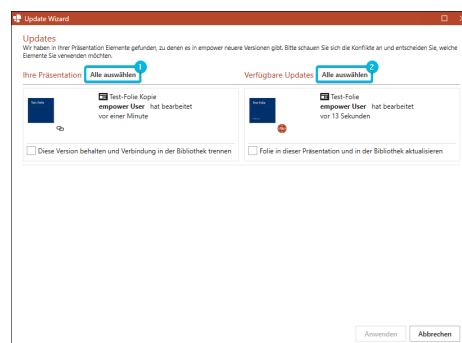 Update Wizard
Updates
Wir haben in Ihrer Präsentation Elemente gefunden, zu denen es in empower neuere Versionen gibt. Bitte schauen Sie sich die Konflikte an und entscheiden Sie, welche
Elemente Sie verwenden möchten.
Ihre Präsentation Alle auswählen 1
Verfügbare Updates Alle auswählen 2
Test-Folie
Test-Folie Kopie
empower User hat bearbeitet
vor einer Minute
Diese Version behalten und Verbindung in der Bibliothek trennen
Test-Folie
Test-Folie
empower User hat bearbeitet
vor 13 Sekunden
Folie in dieser Präsentation und in der Bibliothek aktualisieren
Anwenden Abbrechen